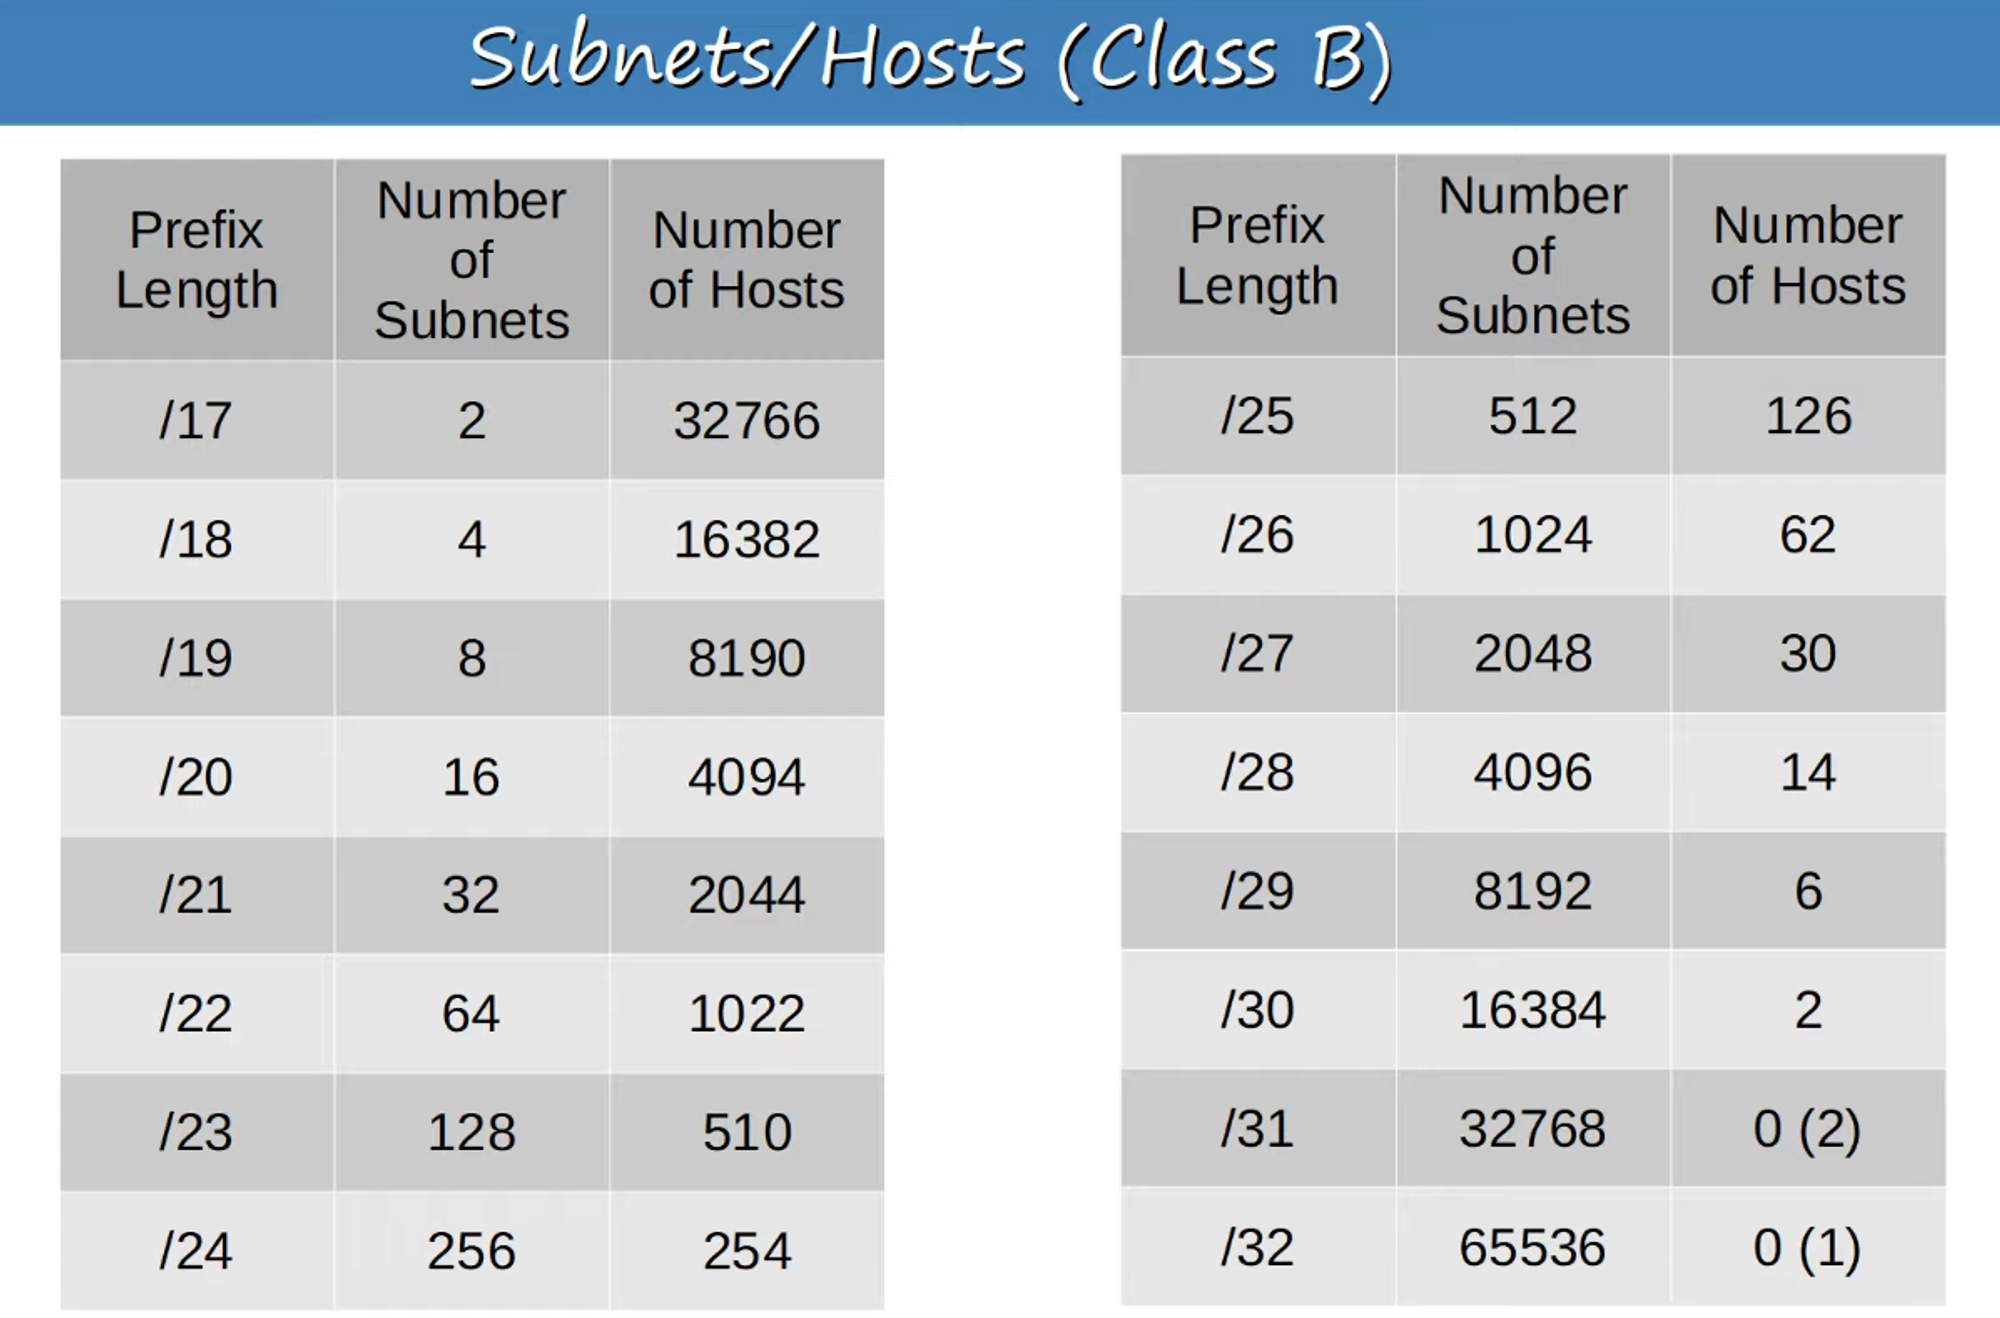 Subnets/Hosts (Class B)
Prefix Length | Number of Subnets | Number of Hosts
/17 | 2 | 32766
/18 | 4 | 16382
/19 | 8 | 8190
/20 | 16 | 4094
/21 | 32 | 2044
/22 | 64 | 1022
/23 | 128 | 510
/24 | 256 | 254
Prefix Length | Number of Subnets | Number of Hosts
/25 | 512 | 126
/26 | 1024 | 62
/27 | 2048 | 30
/28 | 4096 | 14
/29 | 8192 | 6
/30 | 16384 | 2
/31 | 32768 | 0 (2)
/32 | 65536 | 0 (1)